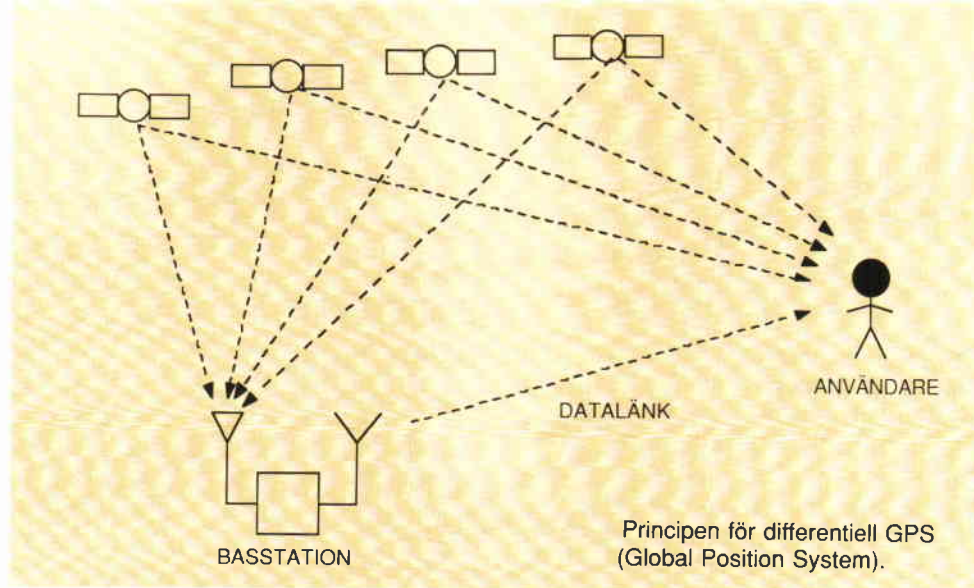 ANVÄNDARE
DATALÄNK
BASSTATION
Principen för differentiell GPS
(Global Position System).